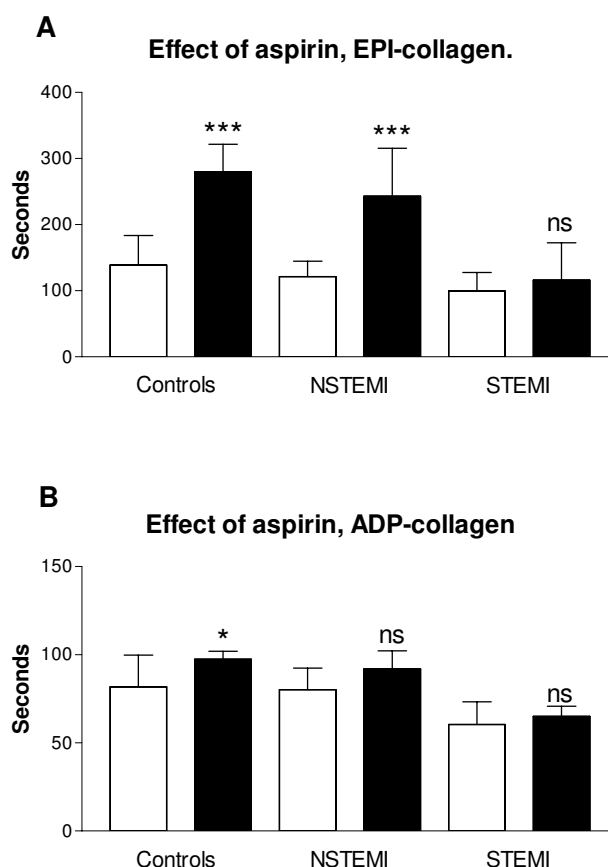 A
Effect of aspirin, EPI-collagen.
400
300
200
100
0
Seconds
***
***
ns
Controls NSTEMI STEMI
B
Effect of aspirin, ADP-collagen
150
100
50
0
Seconds
*
ns
ns
Controls NSTEMI STEMI